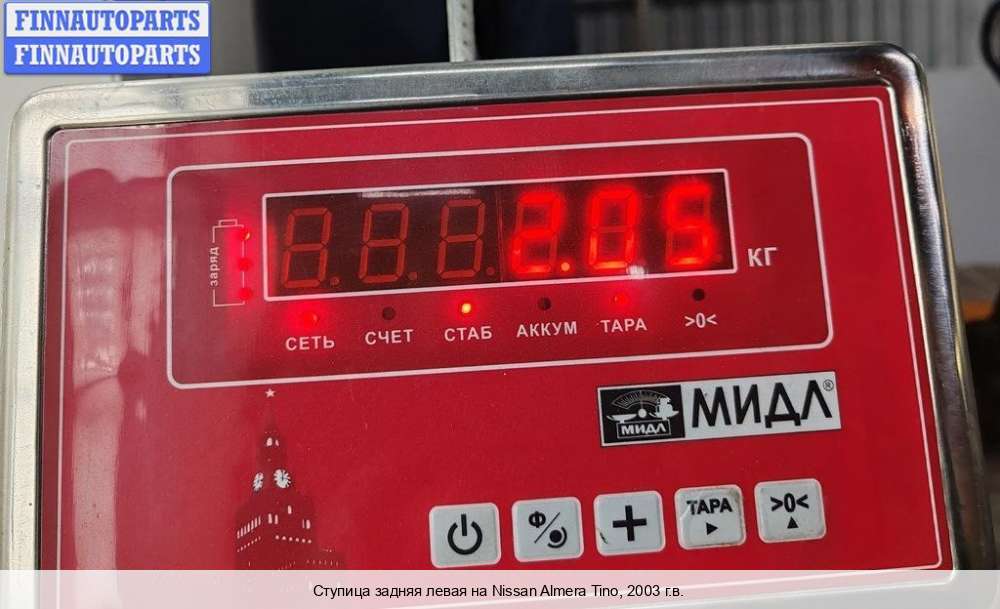 FINNAUTOPARTS
FINNAUTOPARTS
заряд
2.05
КГ
СЕТЬ
СЧЕТ
СТАБ
АККУМ
ТАРА
>0<
МИДЛ
МИДЛ®
Ф/
+
ТАРА
>0<
Ступица задняя левая на Nissan Almera Tino, 2003 г.в.